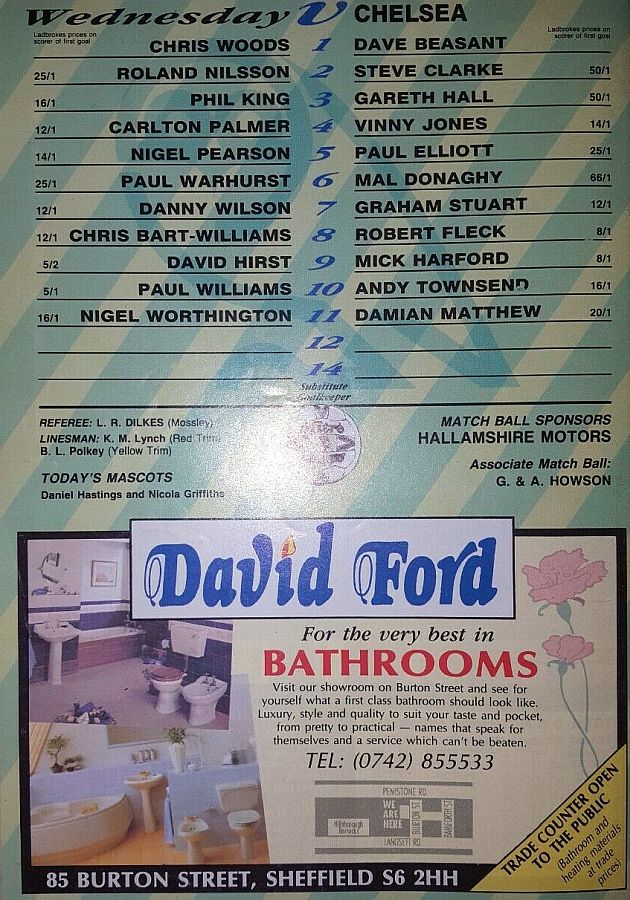 Wednesday V CHELSEA
Ladbrokes prices on
scorer of first goal
Ladbrokes prices on
scorer of first goal
CHRIS WOODS 1 DAVE BEASANT
25/1 ROLAND NILSSON 2 STEVE CLARKE 50/1
16/1 PHIL KING 3 GARETH HALL 50/1
12/1 CARLTON PALMER 4 VINNY JONES 14/1
14/1 NIGEL PEARSON 5 PAUL ELLIOTT 25/1
25/1 PAUL WARHURST 6 MAL DONAGHY 66/1
12/1 DANNY WILSON 7 GRAHAM STUART 12/1
12/1 CHRIS BART-WILLIAMS 8 ROBERT FLECK 8/1
5/2 DAVID HIRST 9 MICK HARFORD 8/1
5/1 PAUL WILLIAMS 10 ANDY TOWNSEND 16/1
16/1 NIGEL WORTHINGTON 11 DAMIAN MATTHEW 20/1
12
14
Substitute
Goalkeeper
REFEREE: L. R. DILKES (Mossley)
LINESMAN: K. M. Lynch (Red Trim)
B. L. Polkey (Yellow Trim)
TODAY'S MASCOTS
Daniel Hastings and Nicola Griffiths
MATCH BALL SPONSORS
HALLAMSHIRE MOTORS
Associate Match Ball:
G. & A. HOWSON
David Ford
For the very best in
BATHROOMS
Visit our showroom on Burton Street and see for
yourself what a first class bathroom should look like.
Luxury, style and quality to suit your taste and pocket,
from pretty to practical — names that speak for
themselves and a service which can't be beaten.
TEL: (0742) 855533
PENISTONE RD
WE
ARE
HERE
BURTON ST
BAMFORTH ST
Hillsborough
Barracks
LANGSETT RD
TRADE COUNTER OPEN
TO THE PUBLIC
(Bathroom and
heating materials
at trade
prices)
85 BURTON STREET, SHEFFIELD S6 2HH